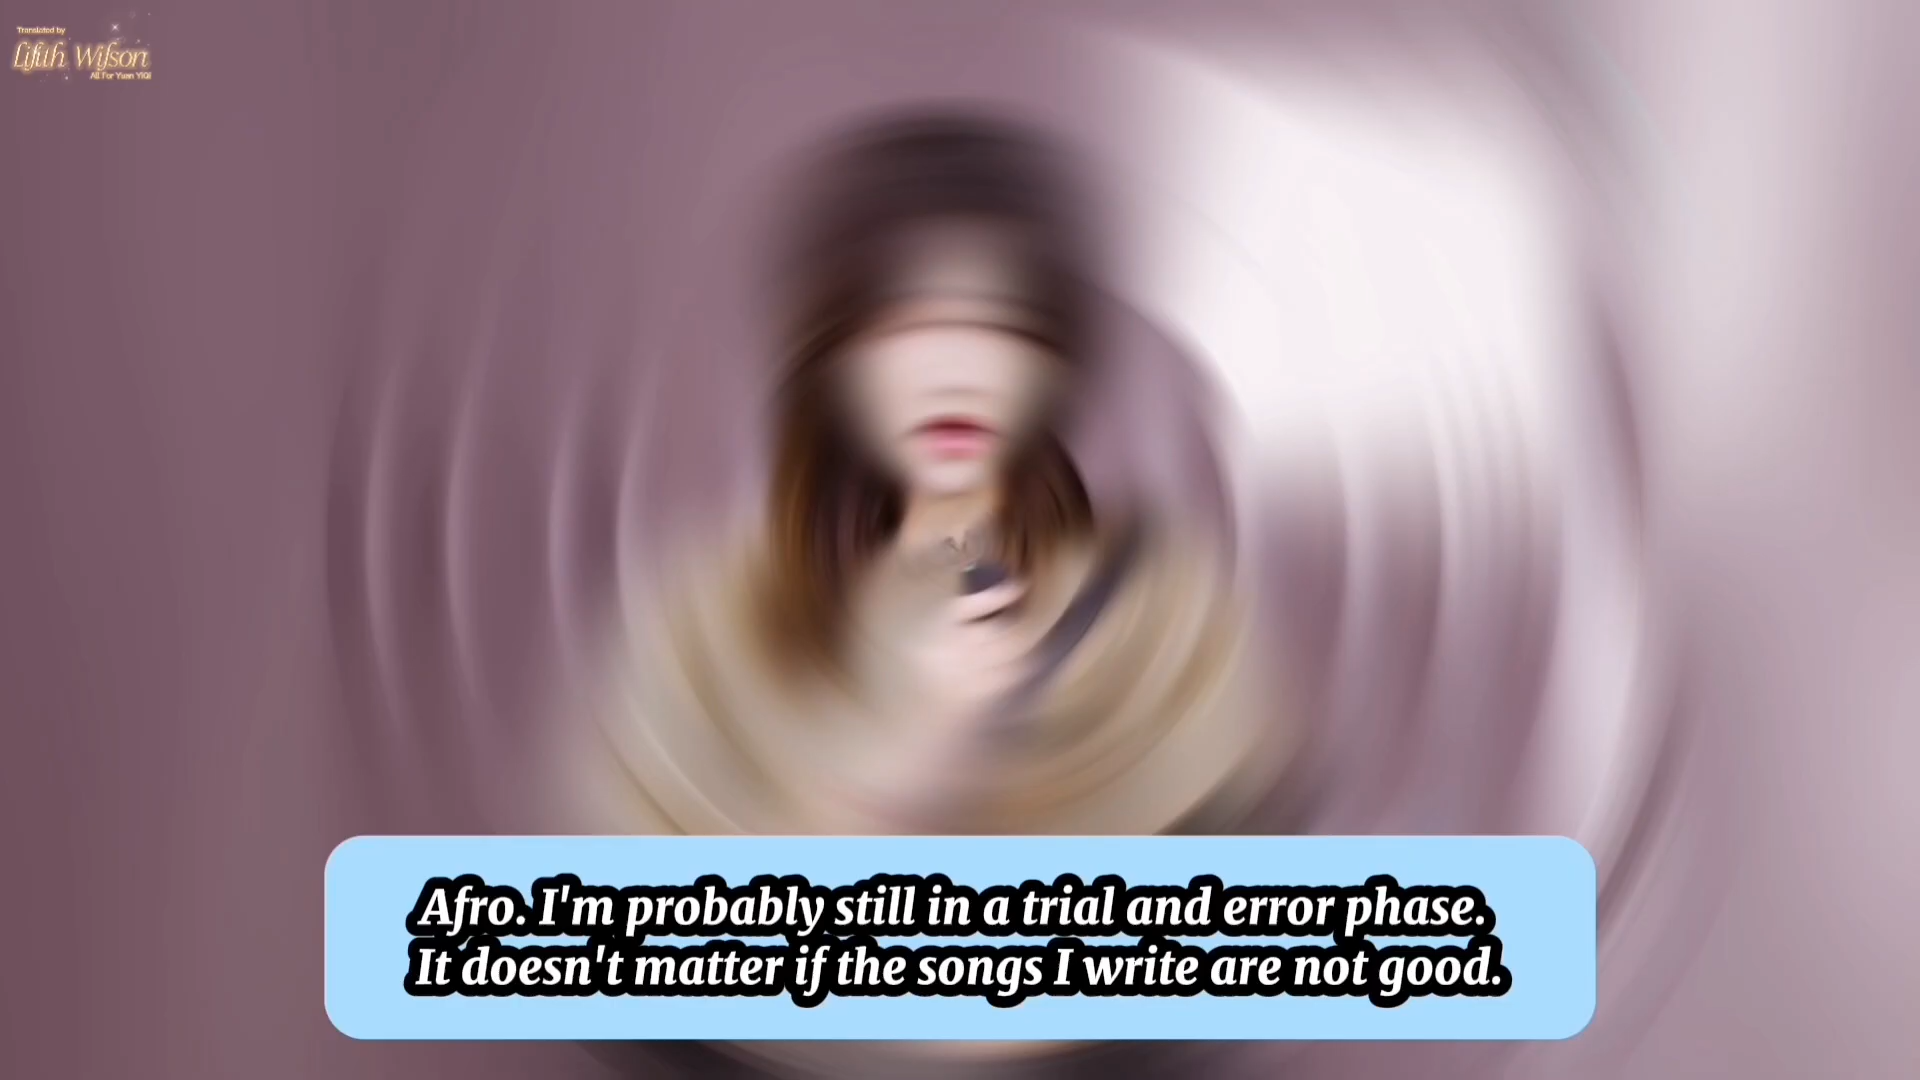 Translated by
Lilith Wilson
All For Yuan YiQi
Afro. I'm probably still in a trial and error phase.
It doesn't matter if the songs I write are not good.